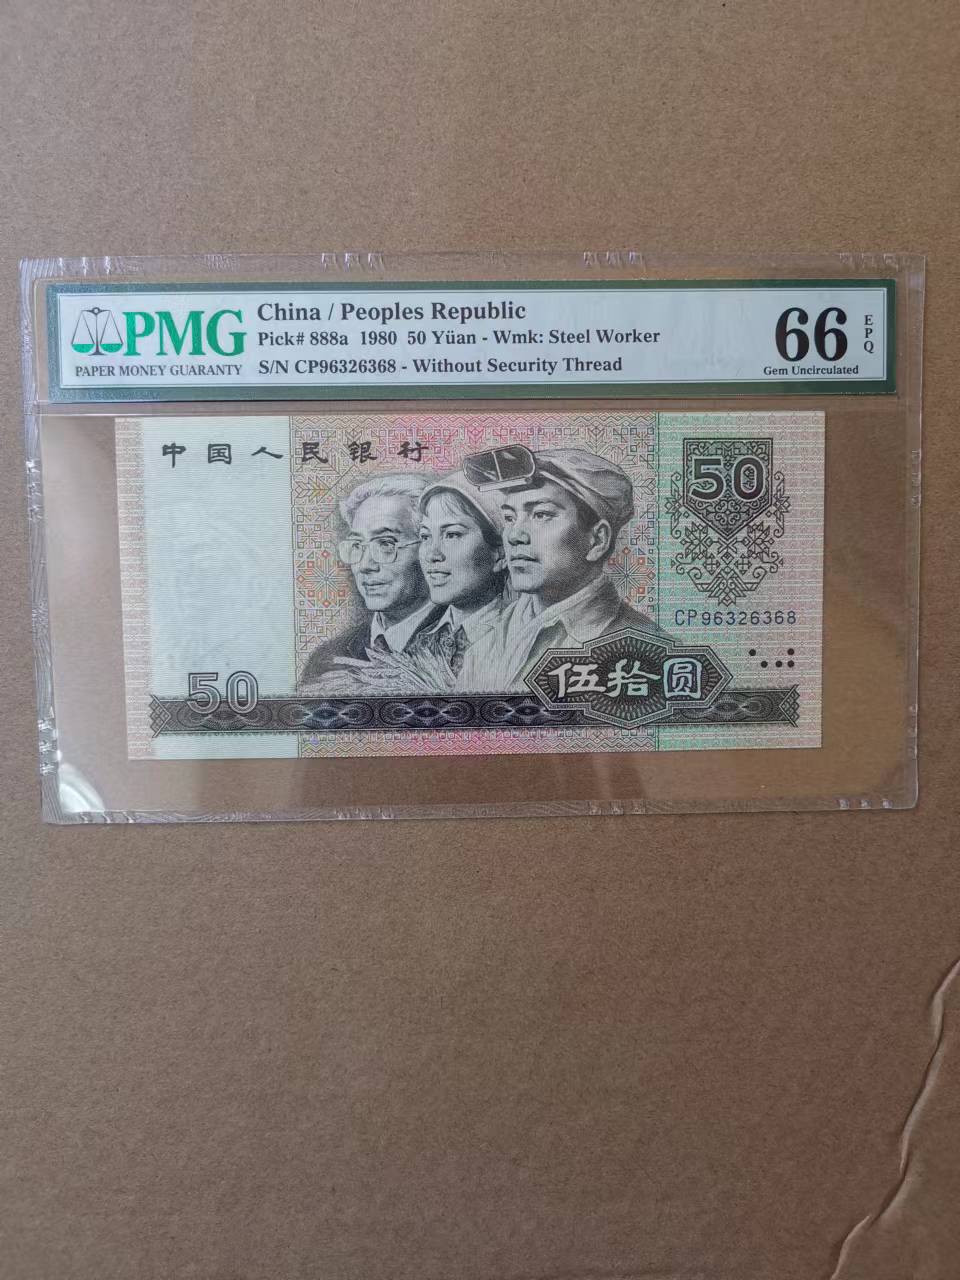 PMG
PAPER MONEY GUARANTY
China / Peoples Republic
Pick# 888a 1980 50 Yüan - Wmk: Steel Worker
S/N CP96326368 - Without Security Thread
66
EPQ
Gem Uncirculated
中国人民银行
50
CP96326368
50
伍拾圆